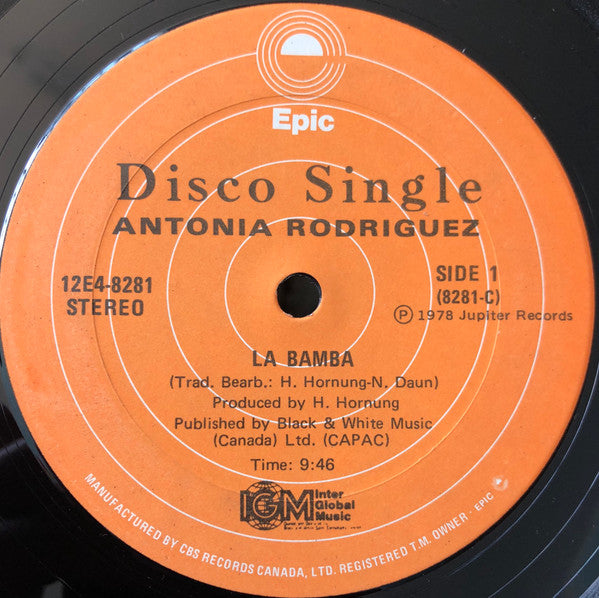 Epic
Disco Single
ANTONIA RODRIGUEZ
12E4-8281
STEREO
SIDE 1
(8281-C)
Ⓟ 1978 Jupiter Records
LA BAMBA
(Trad. Bearb.: H. Hornung-N. Daun)
Produced by H. Hornung
Published by Black & White Music
(Canada) Ltd. (CAPAC)
Time: 9:46
IGM Inter
Global
Music
MANUFACTURED BY CBS RECORDS CANADA, LTD. REGISTERED T.M. OWNER - EPIC